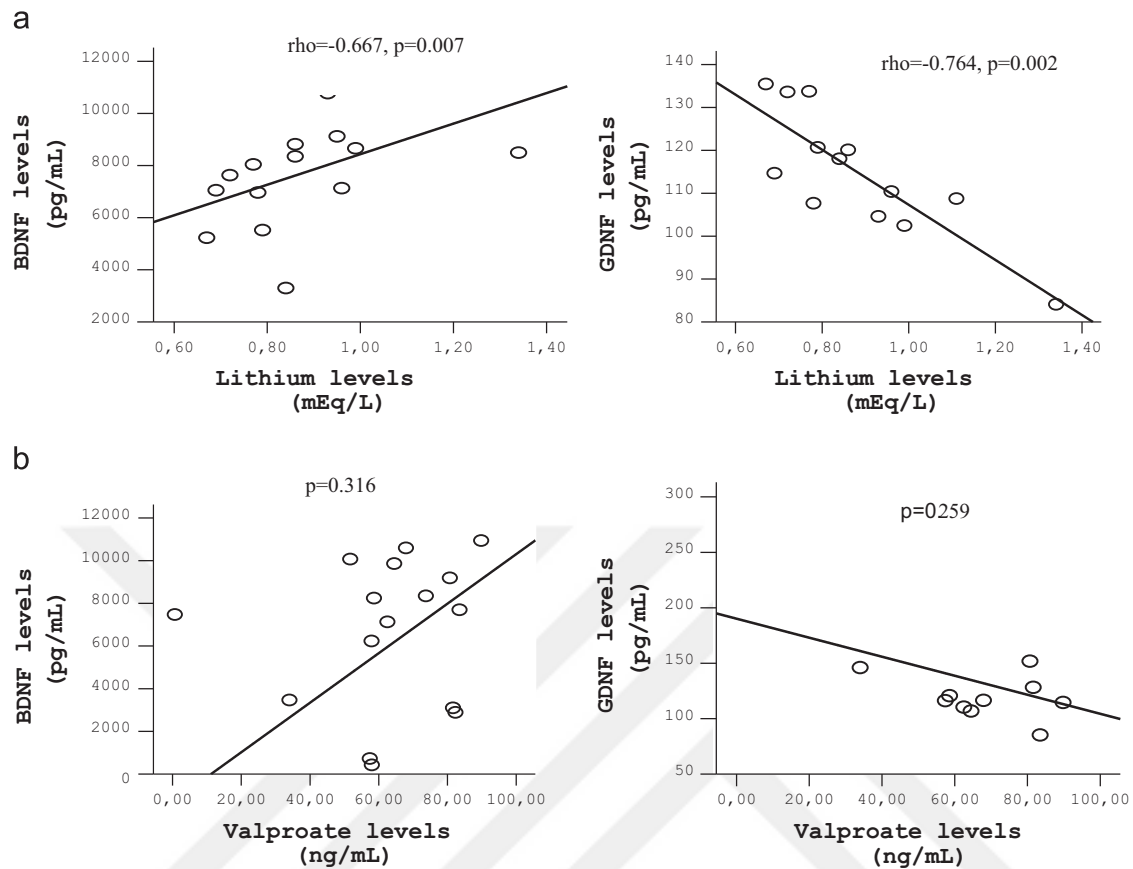 a
rho=-0.667, p=0.007
12000
10000
8000
6000
4000
2000
BDNF levels
(pg/mL)
0,60 0,80 1,00 1,20 1,40
Lithium levels
(mEq/L)
rho=-0.764, p=0.002
140
130
120
110
100
90
80
GDNF levels
(pg/mL)
0,60 0,80 1,00 1,20 1,40
Lithium levels
(mEq/L)
b
p=0.316
12000
10000
8000
6000
4000
2000
0
BDNF levels
(pg/mL)
0,00 20,00 40,00 60,00 80,00 100,00
Valproate levels
(ng/mL)
p=0259
300
200
150
100
50
GDNF levels
(pg/mL)
0,00 20,00 40,00 60,00 80,00 100,00
Valproate levels
(ng/mL)